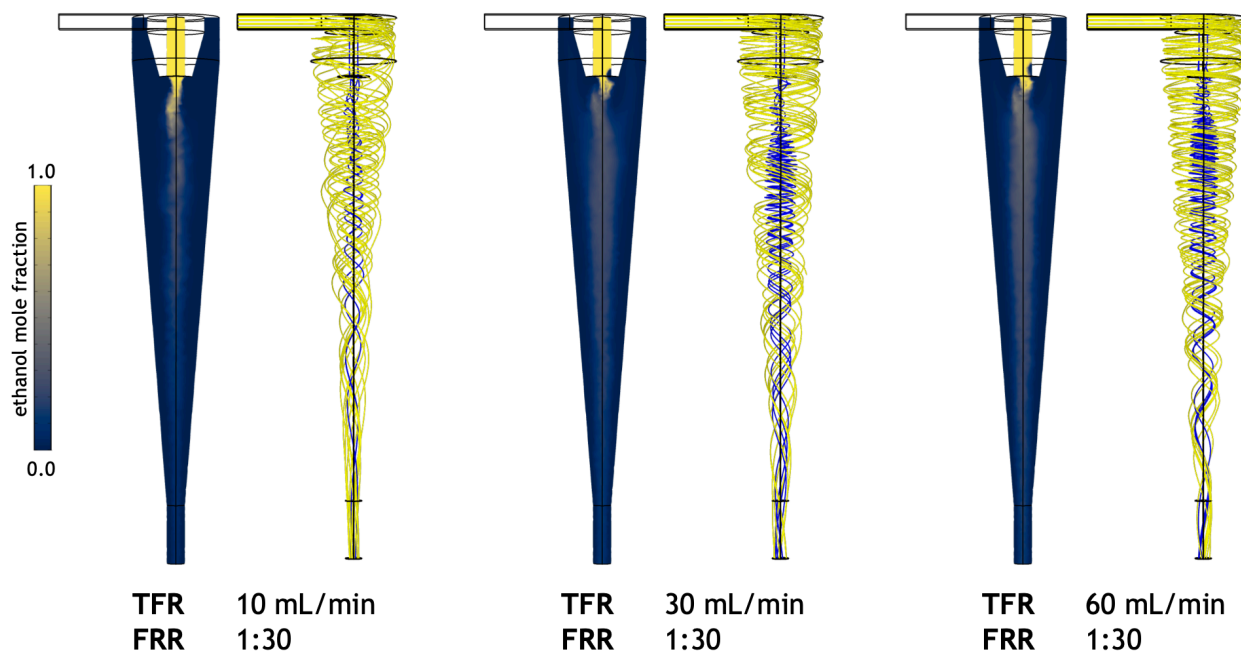 1.0
ethanol mole fraction
0.0
TFR 10 mL/min
FRR 1:30
TFR 30 mL/min
FRR 1:30
TFR 60 mL/min
FRR 1:30